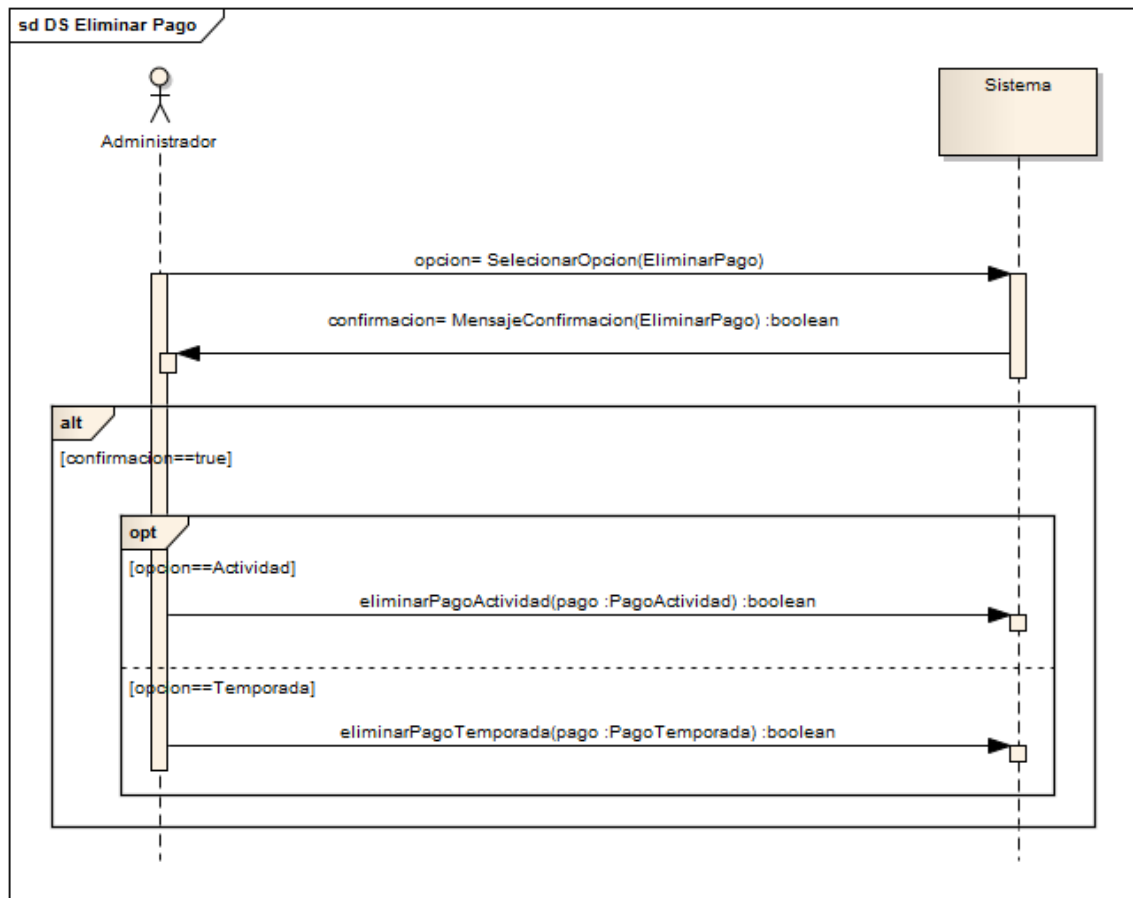 sd DS Eliminar Pago
Administrador
Sistema
opcion= SelecionarOpcion(EliminarPago)
confirmacion= MensajeConfirmacion(EliminarPago) :boolean
alt
[confirmacion==true]
opt
[opcion==Actividad]
eliminarPagoActividad(pago :PagoActividad) :boolean
[opcion==Temporada]
eliminarPagoTemporada(pago :PagoTemporada) :boolean